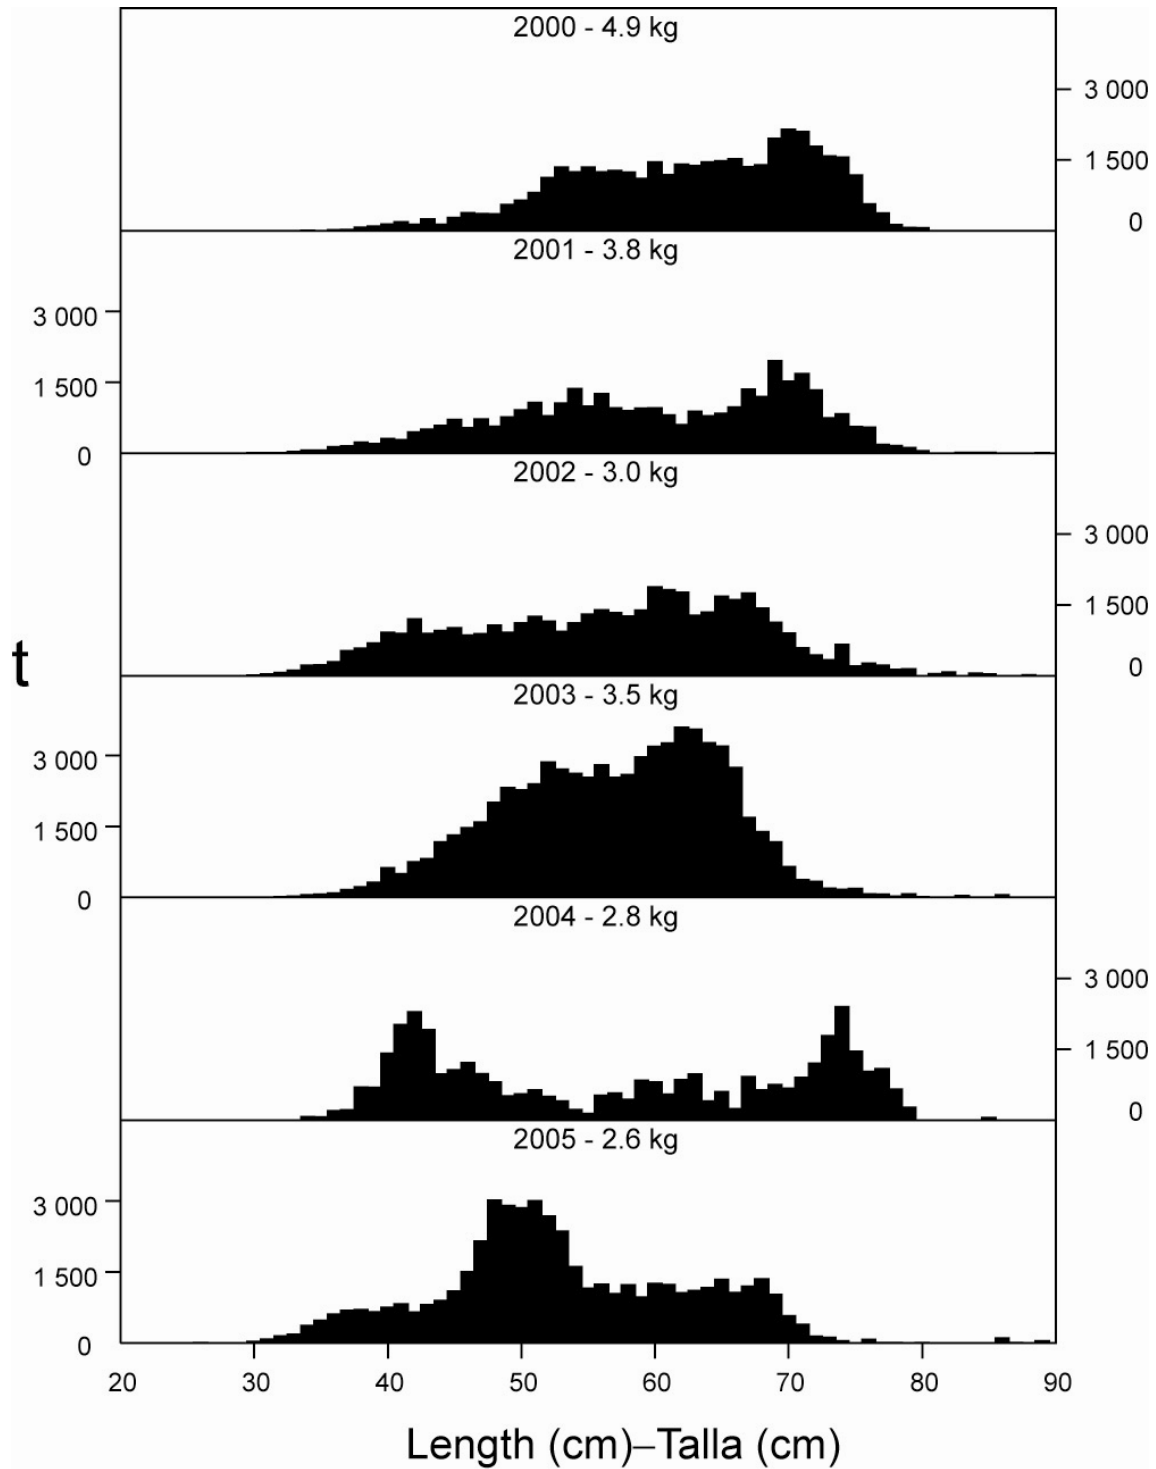 2000 - 4.9 kg
3 000
1 500
0
2001 - 3.8 kg
3 000
1 500
0
2002 - 3.0 kg
3 000
1 500
0
t
2003 - 3.5 kg
3 000
1 500
0
2004 - 2.8 kg
3 000
1 500
0
2005 - 2.6 kg
3 000
1 500
0
20 30 40 50 60 70 80 90
Length (cm)–Talla (cm)